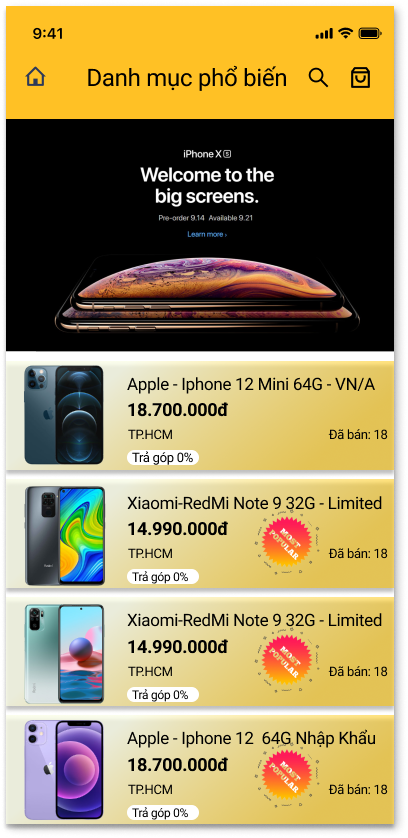 9:41
Danh mục phổ biến
iPhone XS
Welcome to the
big screens.
Pre-order 9.14 Available 9.21
Learn more ›
Apple - Iphone 12 Mini 64G - VN/A
18.700.000đ
TP.HCM Đã bán: 18
Trả góp 0%
Xiaomi-RedMi Note 9 32G - Limited
14.990.000đ
MOST
POPULAR
TP.HCM Đã bán: 18
Trả góp 0%
Xiaomi-RedMi Note 9 32G - Limited
14.990.000đ
MOST
POPULAR
TP.HCM Đã bán: 18
Trả góp 0%
Apple - Iphone 12 64G Nhập Khẩu
18.700.000đ
MOST
POPULAR
TP.HCM Đã bán: 18
Trả góp 0%